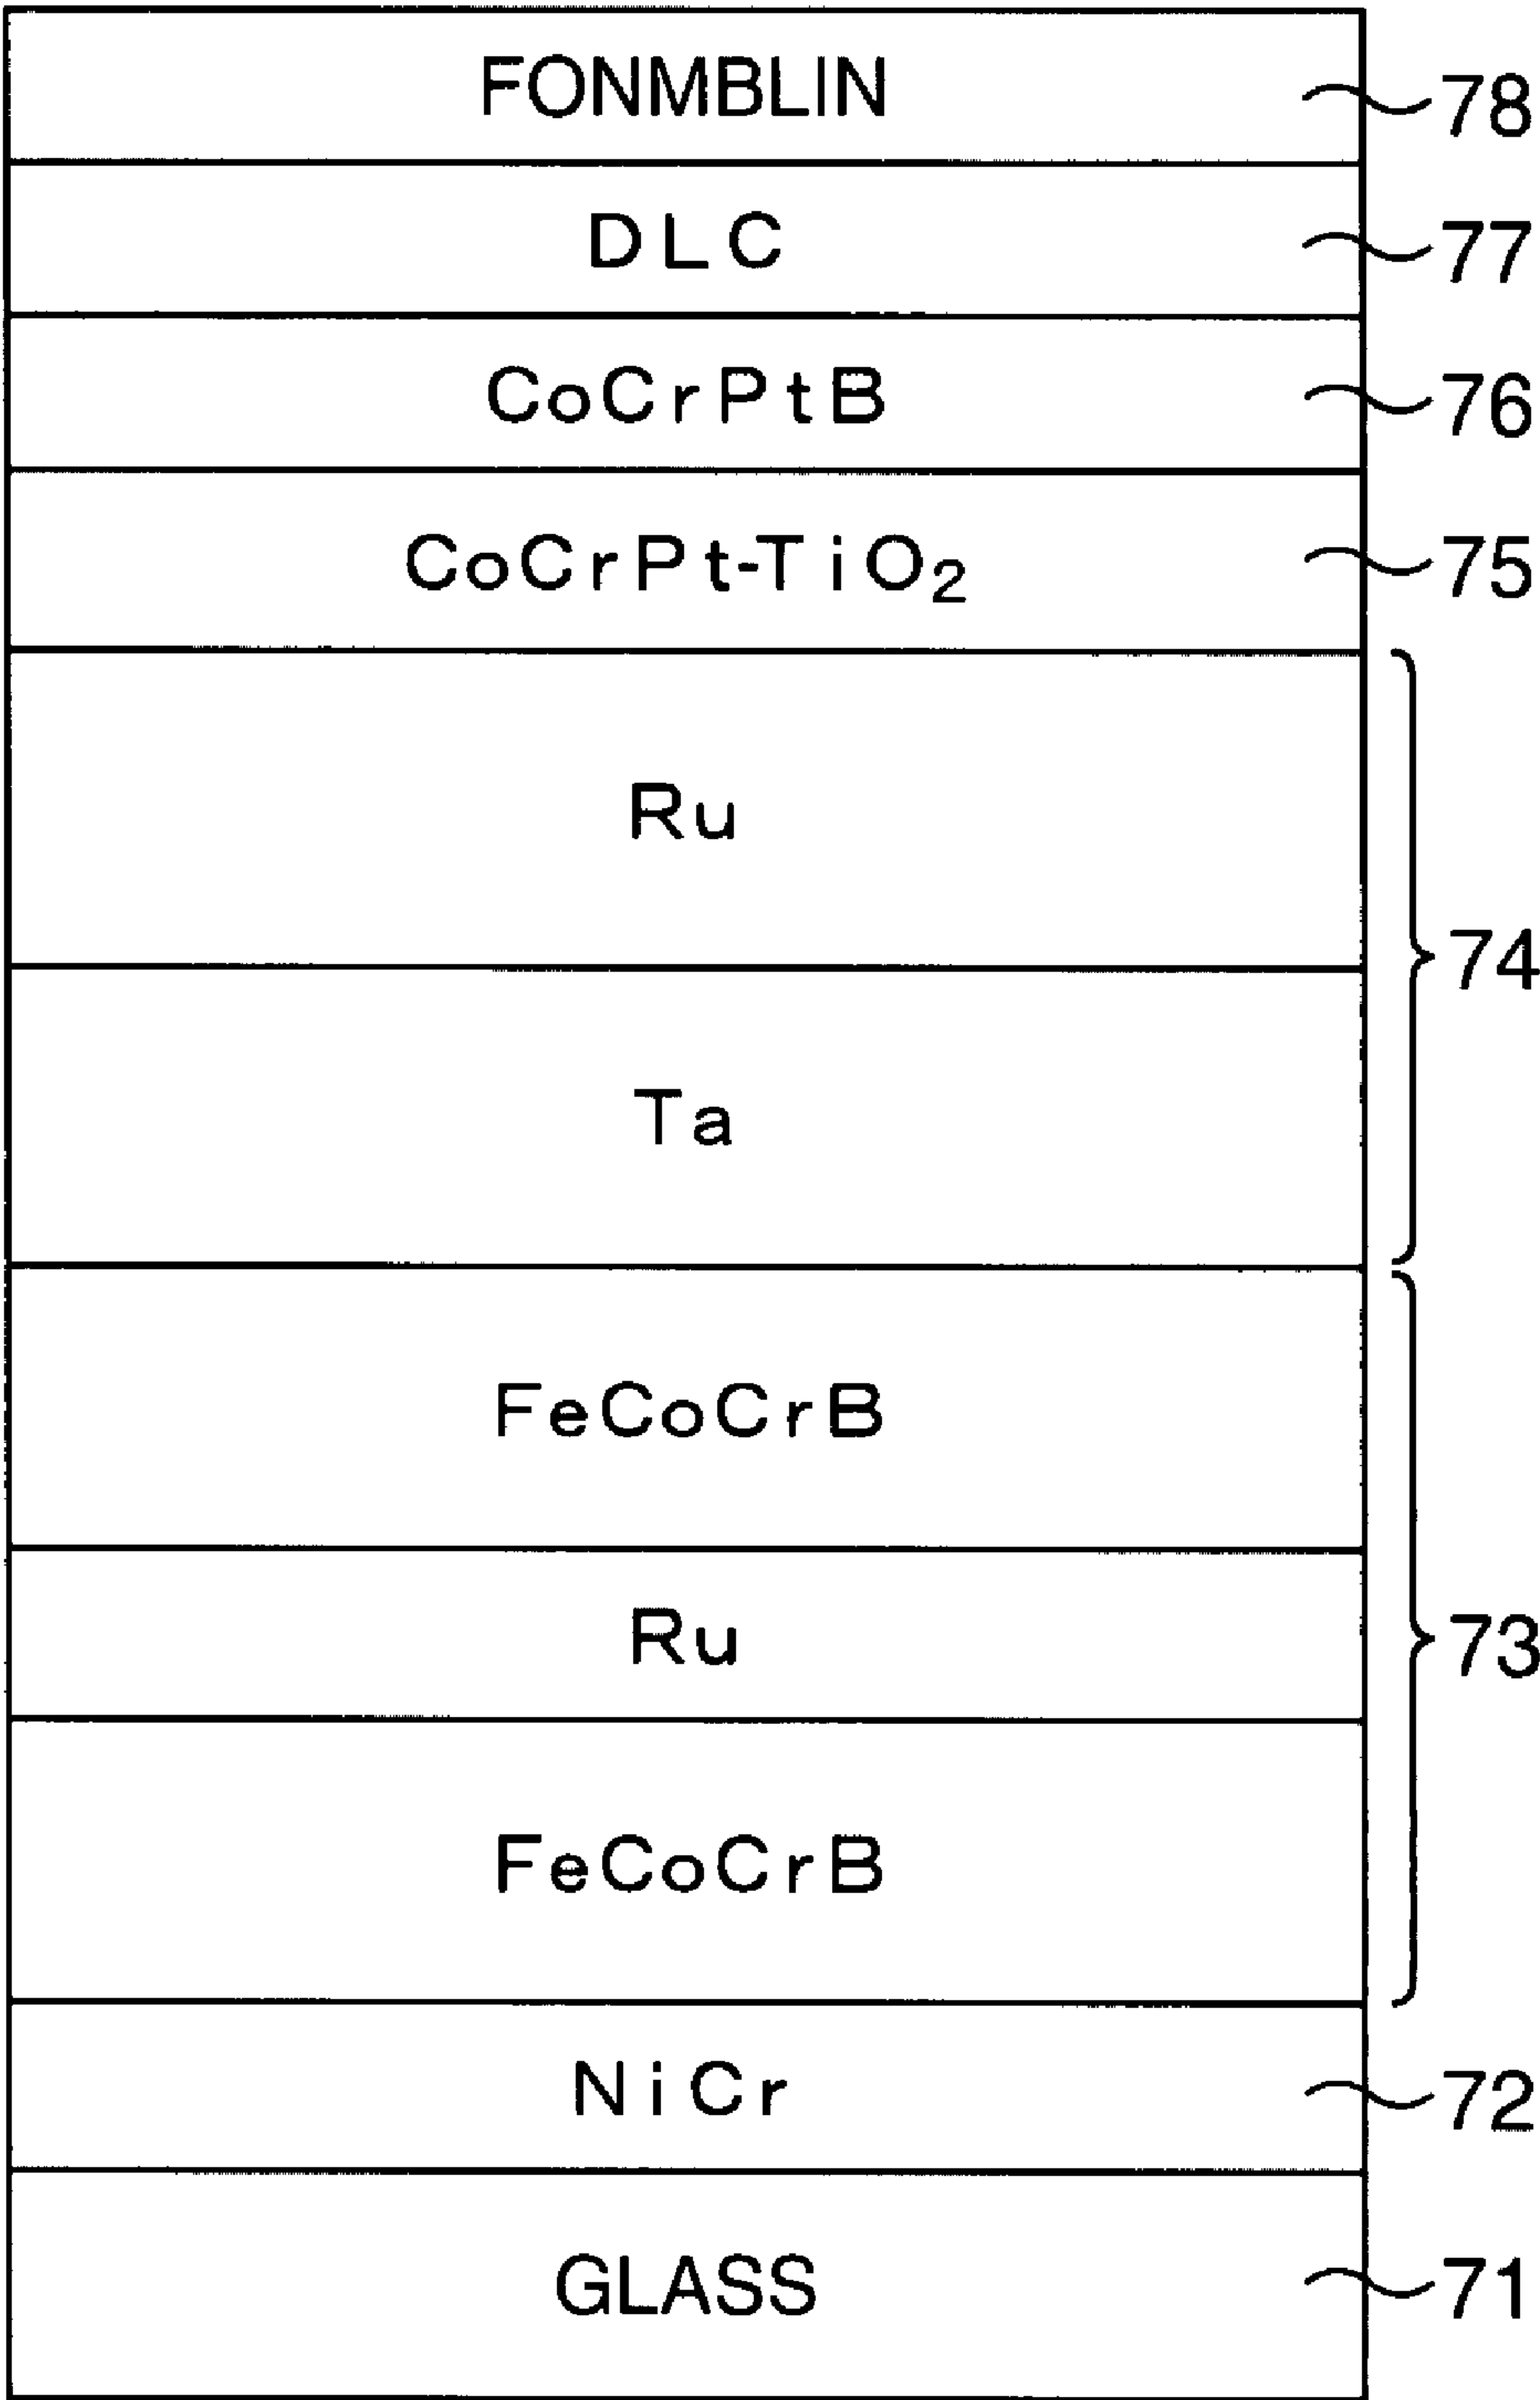 FONMBLIN 78
DLC 77
CoCrPtB 76
CoCrPt-TiO₂ 75
Ru
74
Ta
FeCoCrB
Ru 73
FeCoCrB
NiCr 72
GLASS 71